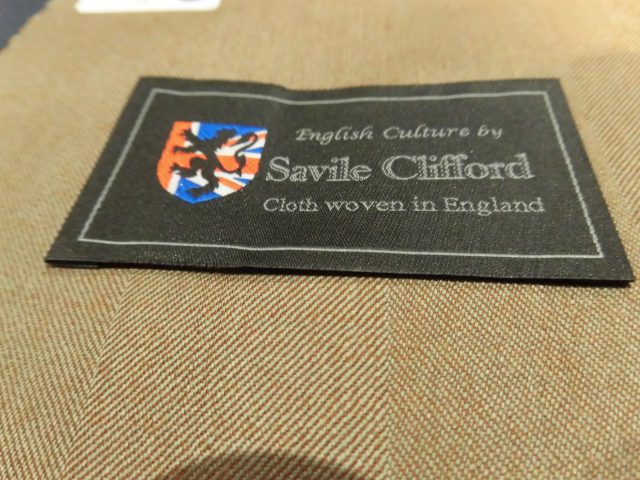 English Culture by
Savile Clifford
Cloth woven in England